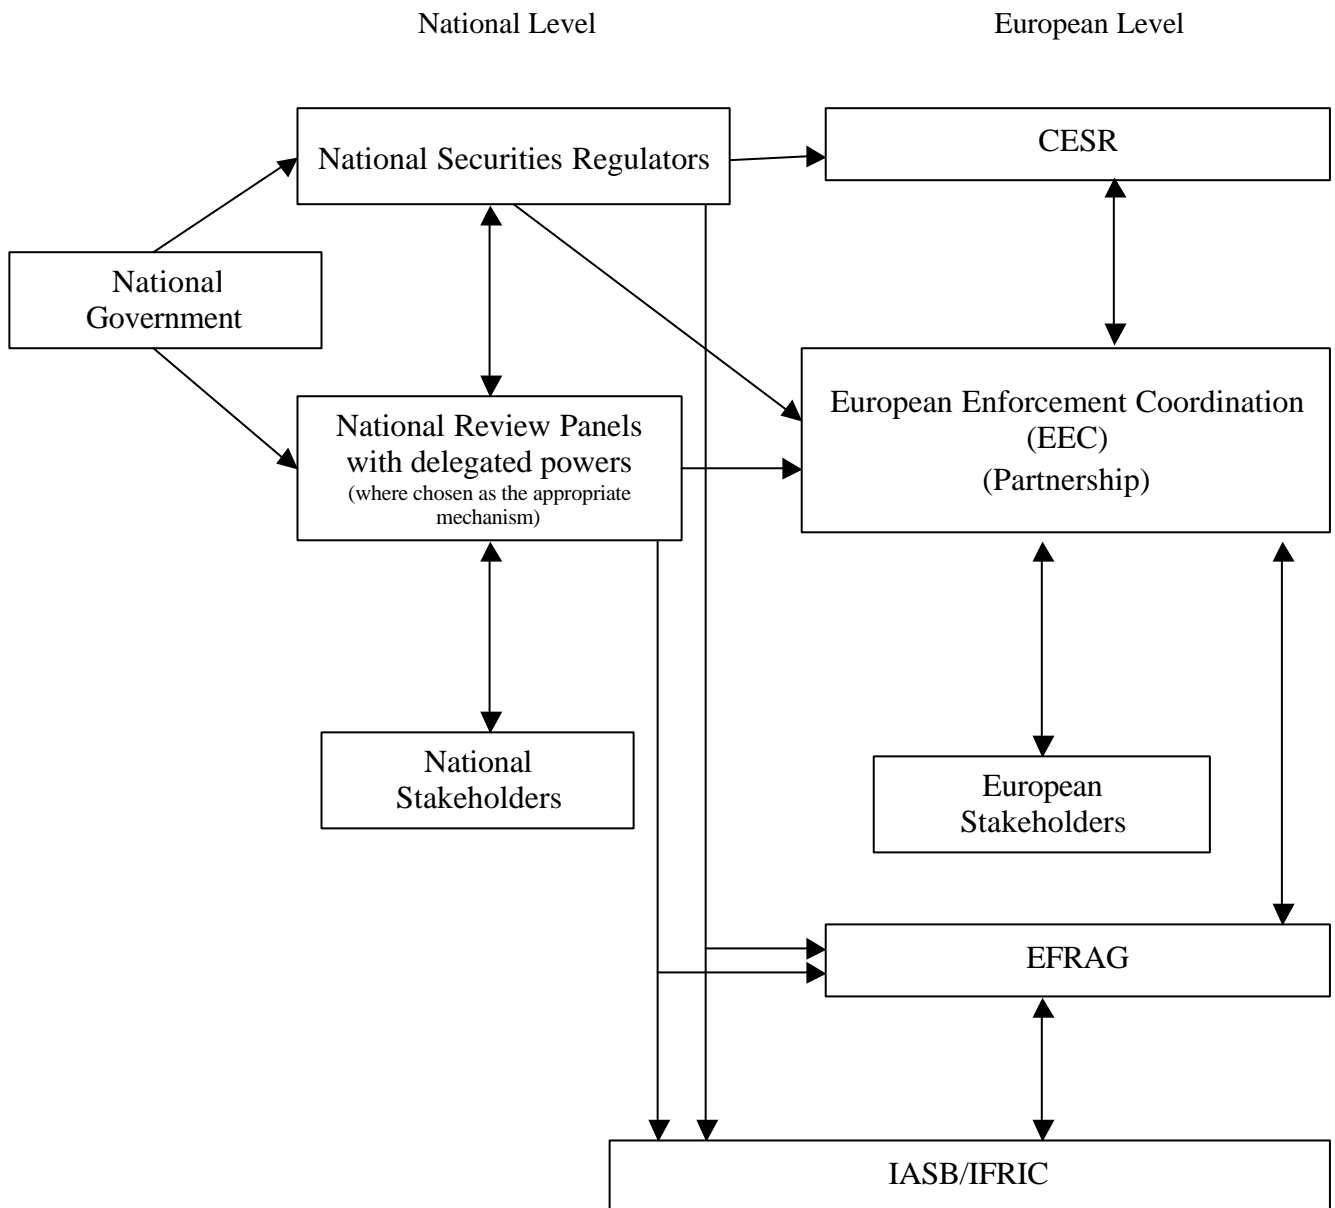 National Level
European Level
National Securities Regulators
CESR
National
Government
National Review Panels
with delegated powers
(where chosen as the appropriate
mechanism)
European Enforcement Coordination
(EEC)
(Partnership)
National
Stakeholders
European
Stakeholders
EFRAG
IASB/IFRIC